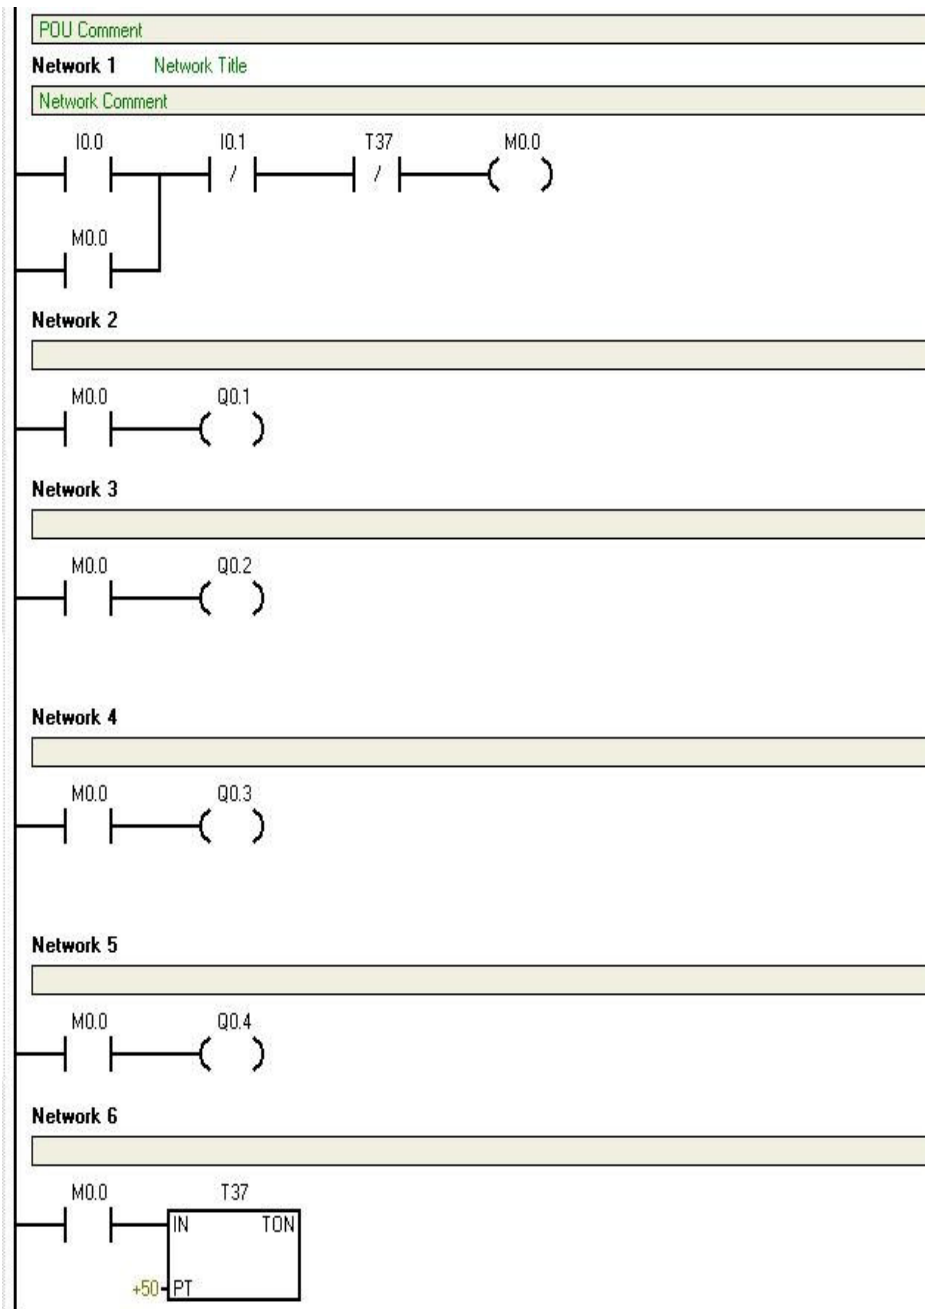 POU Comment
Network 1 Network Title
Network Comment
I0.0 I0.1 T37 M0.0
/ /
M0.0
Network 2
M0.0 Q0.1
Network 3
M0.0 Q0.2
Network 4
M0.0 Q0.3
Network 5
M0.0 Q0.4
Network 6
M0.0 T37
IN TON
+50 PT